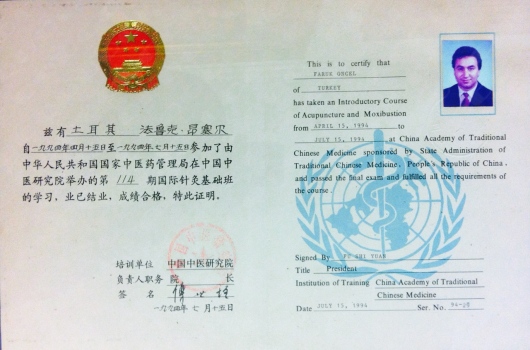 兹有 土耳其 法鲁克·昂塞尔
自一九九四年四月十五日至一九九四年七月十五日参加了由
中华人民共和国国家中医药管理局在中国中
医研究院举办的第 114 期国际针灸基础班
的学习，业已结业，成绩合格，特此证明。
培训单位 中国中医研究院
负责人职务 院 长
签 名
一九九四年 七 月 十五日
This is to certify that
of TURKEY
has taken an Introductory Course
of Acupuncture and Moxibustion
from APRIL 15, 1994
to JULY 15, 1994 at China Academy of Traditional
Chinese Medicine sponsored by State Administration of
Traditional Chinese Medicine, People's Republic of China,
and passed the final exam and fulfilled all the requirements of
the course.
Signed By FU SHI YUAN
Title President
Institution of Training China Academy of Traditional
Chinese Medicine
Date JULY 15, 1994 Ser. No.